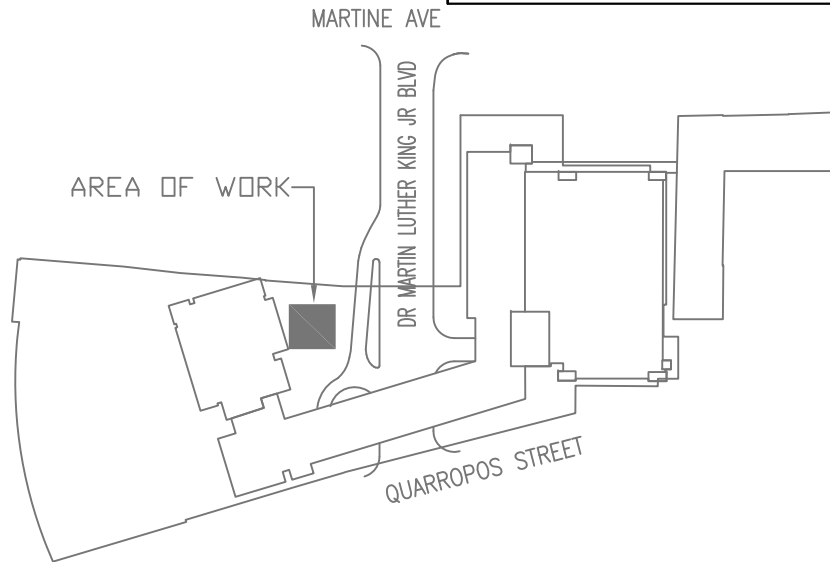 MARTINE AVE
DR MARTIN LUTHER KING JR BLVD
AREA OF WORK
QUARROPOS STREET